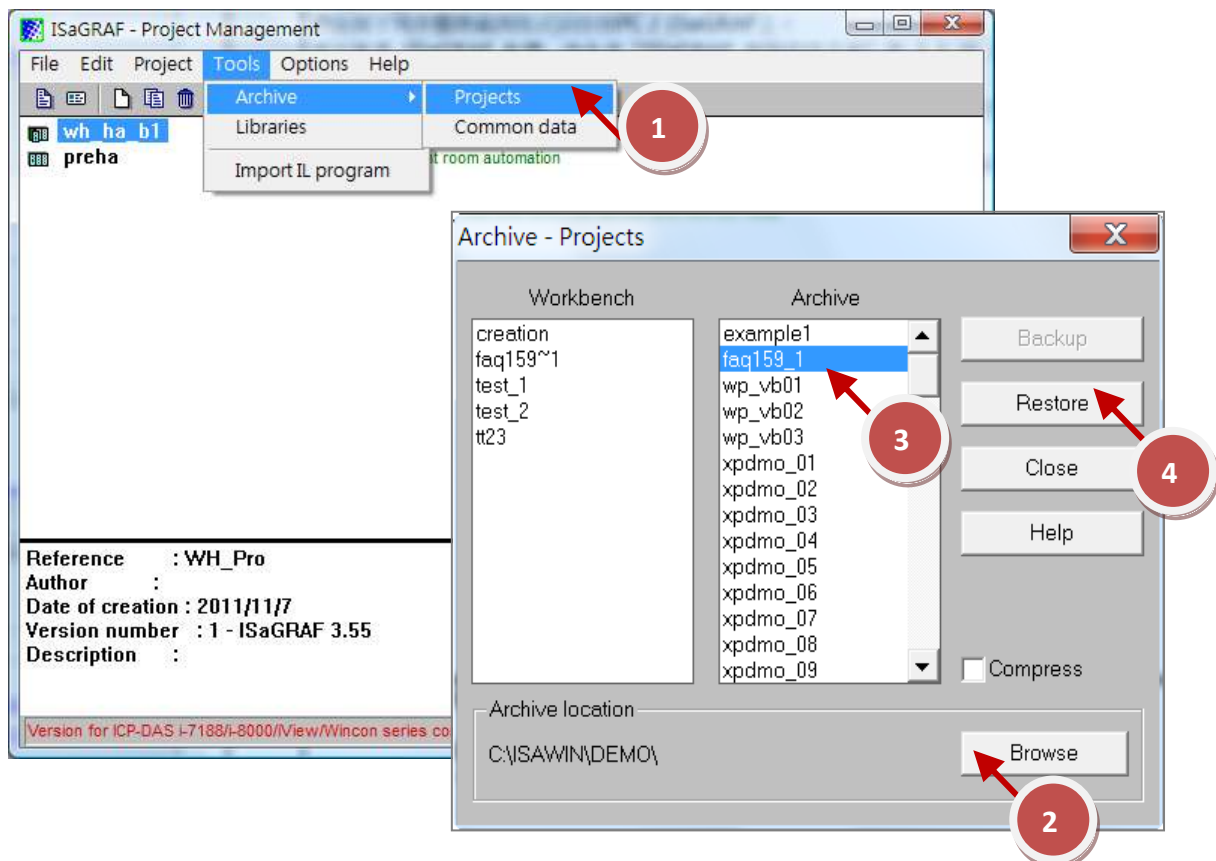 ISaGRAF - Project Management
File Edit Project Tools Options Help
Archive
Projects
1
Libraries
Common data
wh_ha_b1
preha
t room automation
Import IL program
Archive - Projects
Workbench
Archive
creation
faq159~1
test_1
test_2
tt23
example1
faq159_1
wp_vb01
wp_vb02
wp_vb03
xpdmo_01
xpdmo_02
xpdmo_03
xpdmo_04
xpdmo_05
xpdmo_06
xpdmo_07
xpdmo_08
xpdmo_09
3
Backup
Restore
4
Close
Help
Compress
Archive location
C:\ISAWIN\DEMO\
Browse
2
Reference : WH_Pro
Author :
Date of creation : 2011/11/7
Version number : 1 - ISaGRAF 3.55
Description :
Version for ICP-DAS i-7188/i-8000/iView/Wincon series co